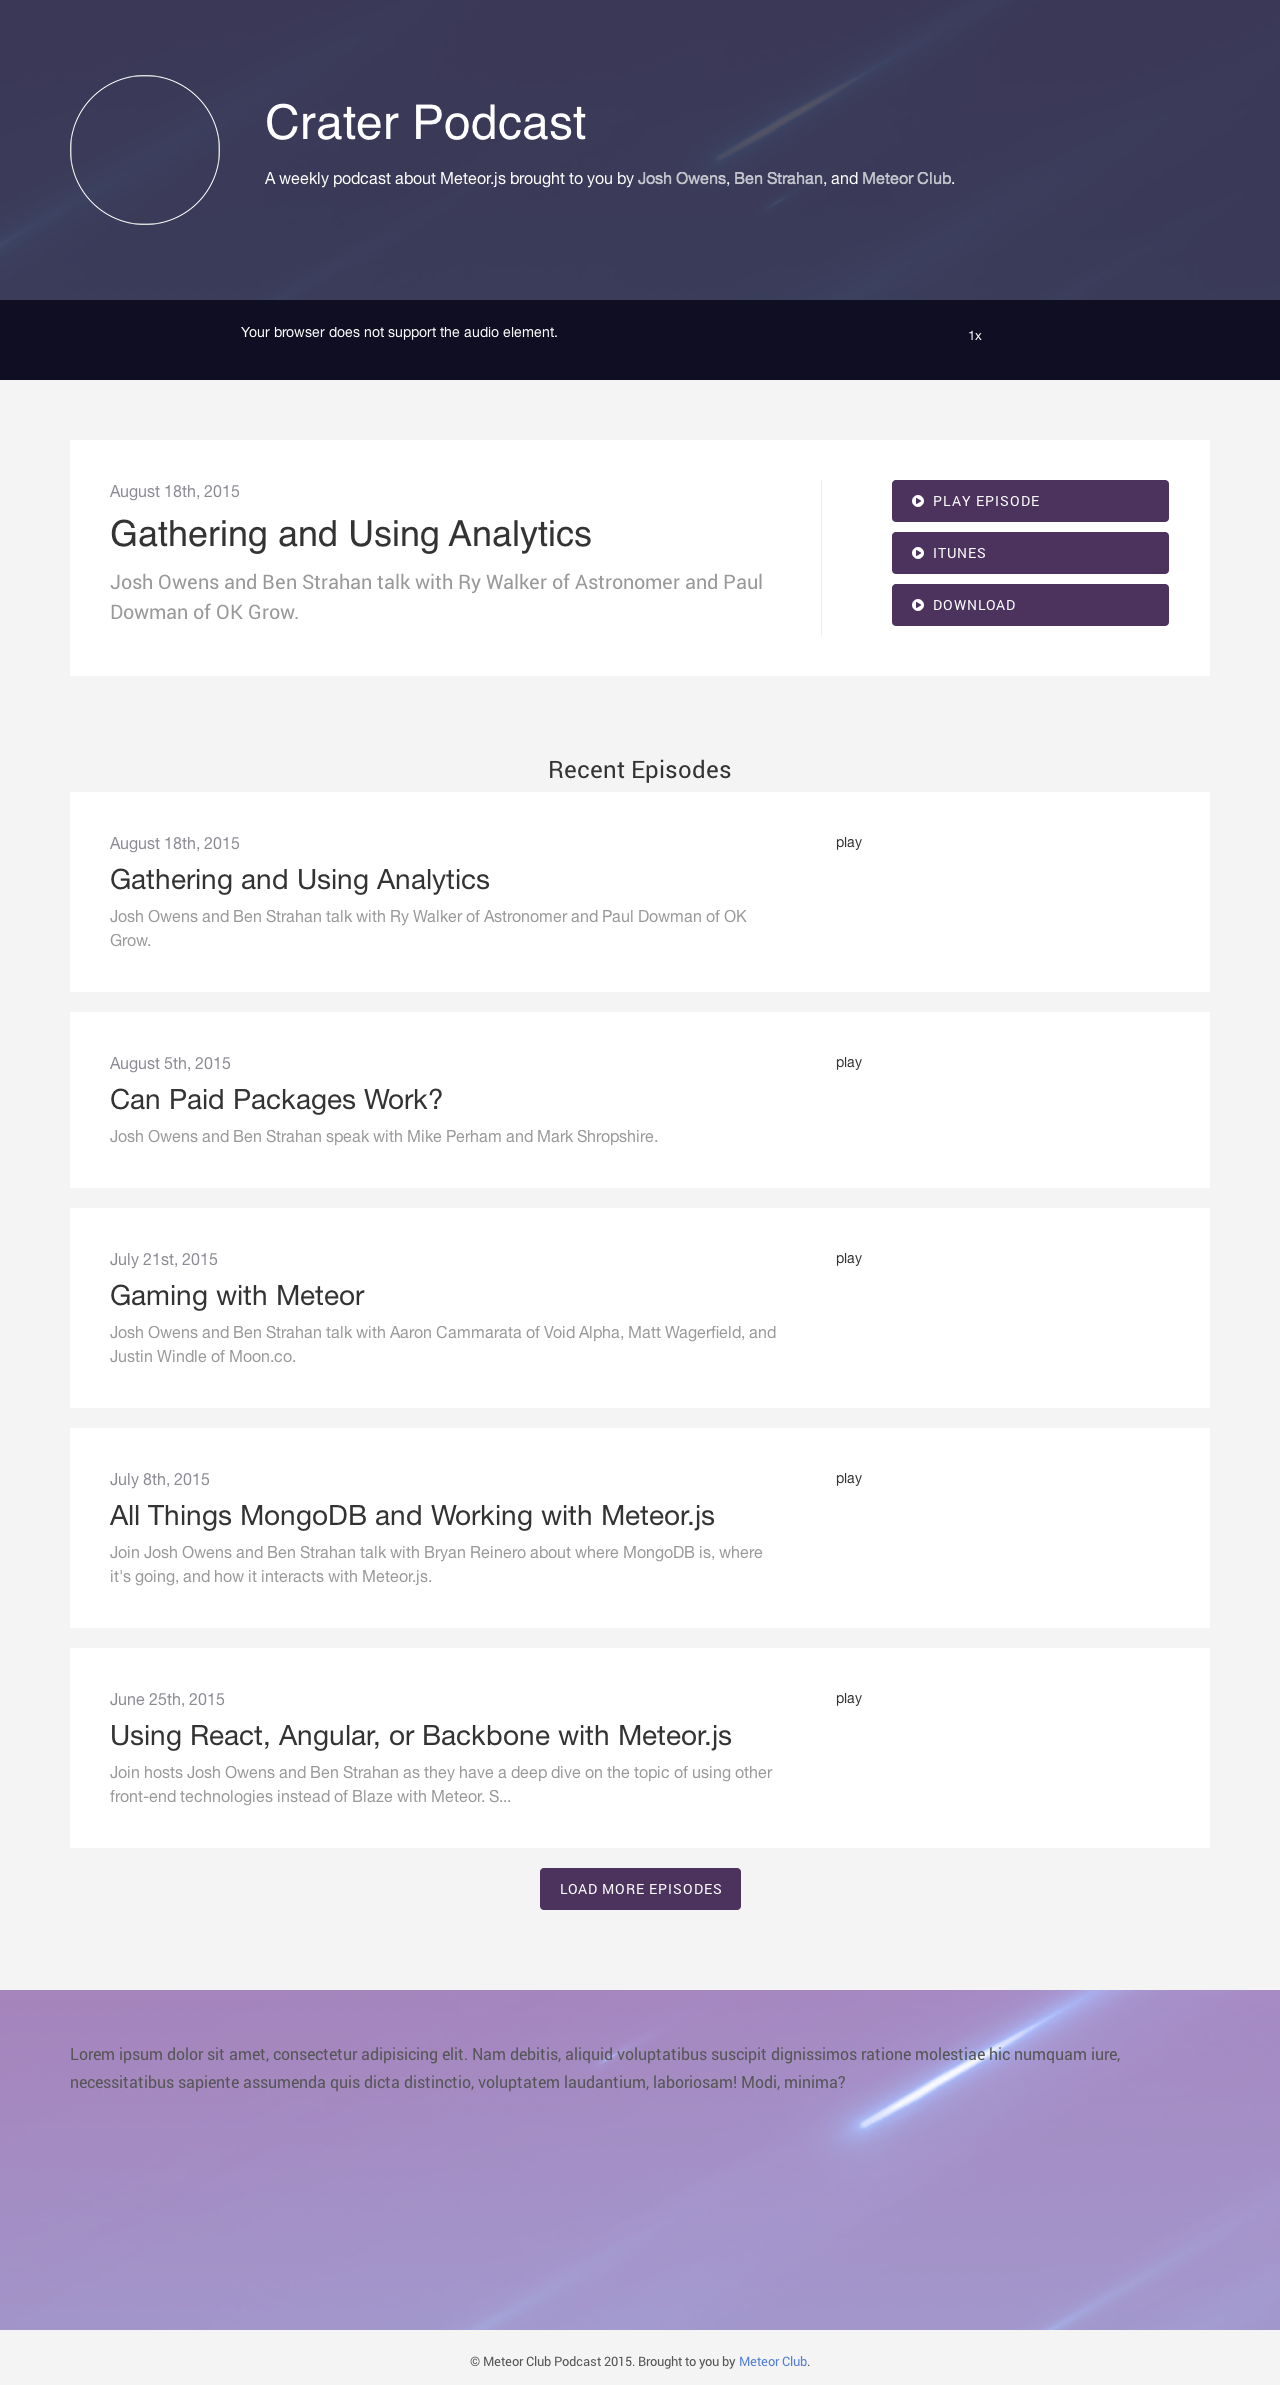 Crater Podcast
A weekly podcast about Meteor.js brought to you by Josh Owens, Ben Strahan, and Meteor Club.
Your browser does not support the audio element.
1x
August 18th, 2015
Gathering and Using Analytics
Josh Owens and Ben Strahan talk with Ry Walker of Astronomer and Paul
Dowman of OK Grow.
PLAY EPISODE
ITUNES
DOWNLOAD
Recent Episodes
August 18th, 2015
play
Gathering and Using Analytics
Josh Owens and Ben Strahan talk with Ry Walker of Astronomer and Paul Dowman of OK
Grow.
August 5th, 2015
play
Can Paid Packages Work?
Josh Owens and Ben Strahan speak with Mike Perham and Mark Shropshire.
July 21st, 2015
play
Gaming with Meteor
Josh Owens and Ben Strahan talk with Aaron Cammarata of Void Alpha, Matt Wagerfield, and
Justin Windle of Moon.co.
July 8th, 2015
play
All Things MongoDB and Working with Meteor.js
Join Josh Owens and Ben Strahan talk with Bryan Reinero about where MongoDB is, where
it's going, and how it interacts with Meteor.js.
June 25th, 2015
play
Using React, Angular, or Backbone with Meteor.js
Join hosts Josh Owens and Ben Strahan as they have a deep dive on the topic of using other
front-end technologies instead of Blaze with Meteor. S...
LOAD MORE EPISODES
Lorem ipsum dolor sit amet, consectetur adipisicing elit. Nam debitis, aliquid voluptatibus suscipit dignissimos ratione molestiae hic numquam iure,
necessitatibus sapiente assumenda quis dicta distinctio, voluptatem laudantium, laboriosam! Modi, minima?
© Meteor Club Podcast 2015. Brought to you by Meteor Club.